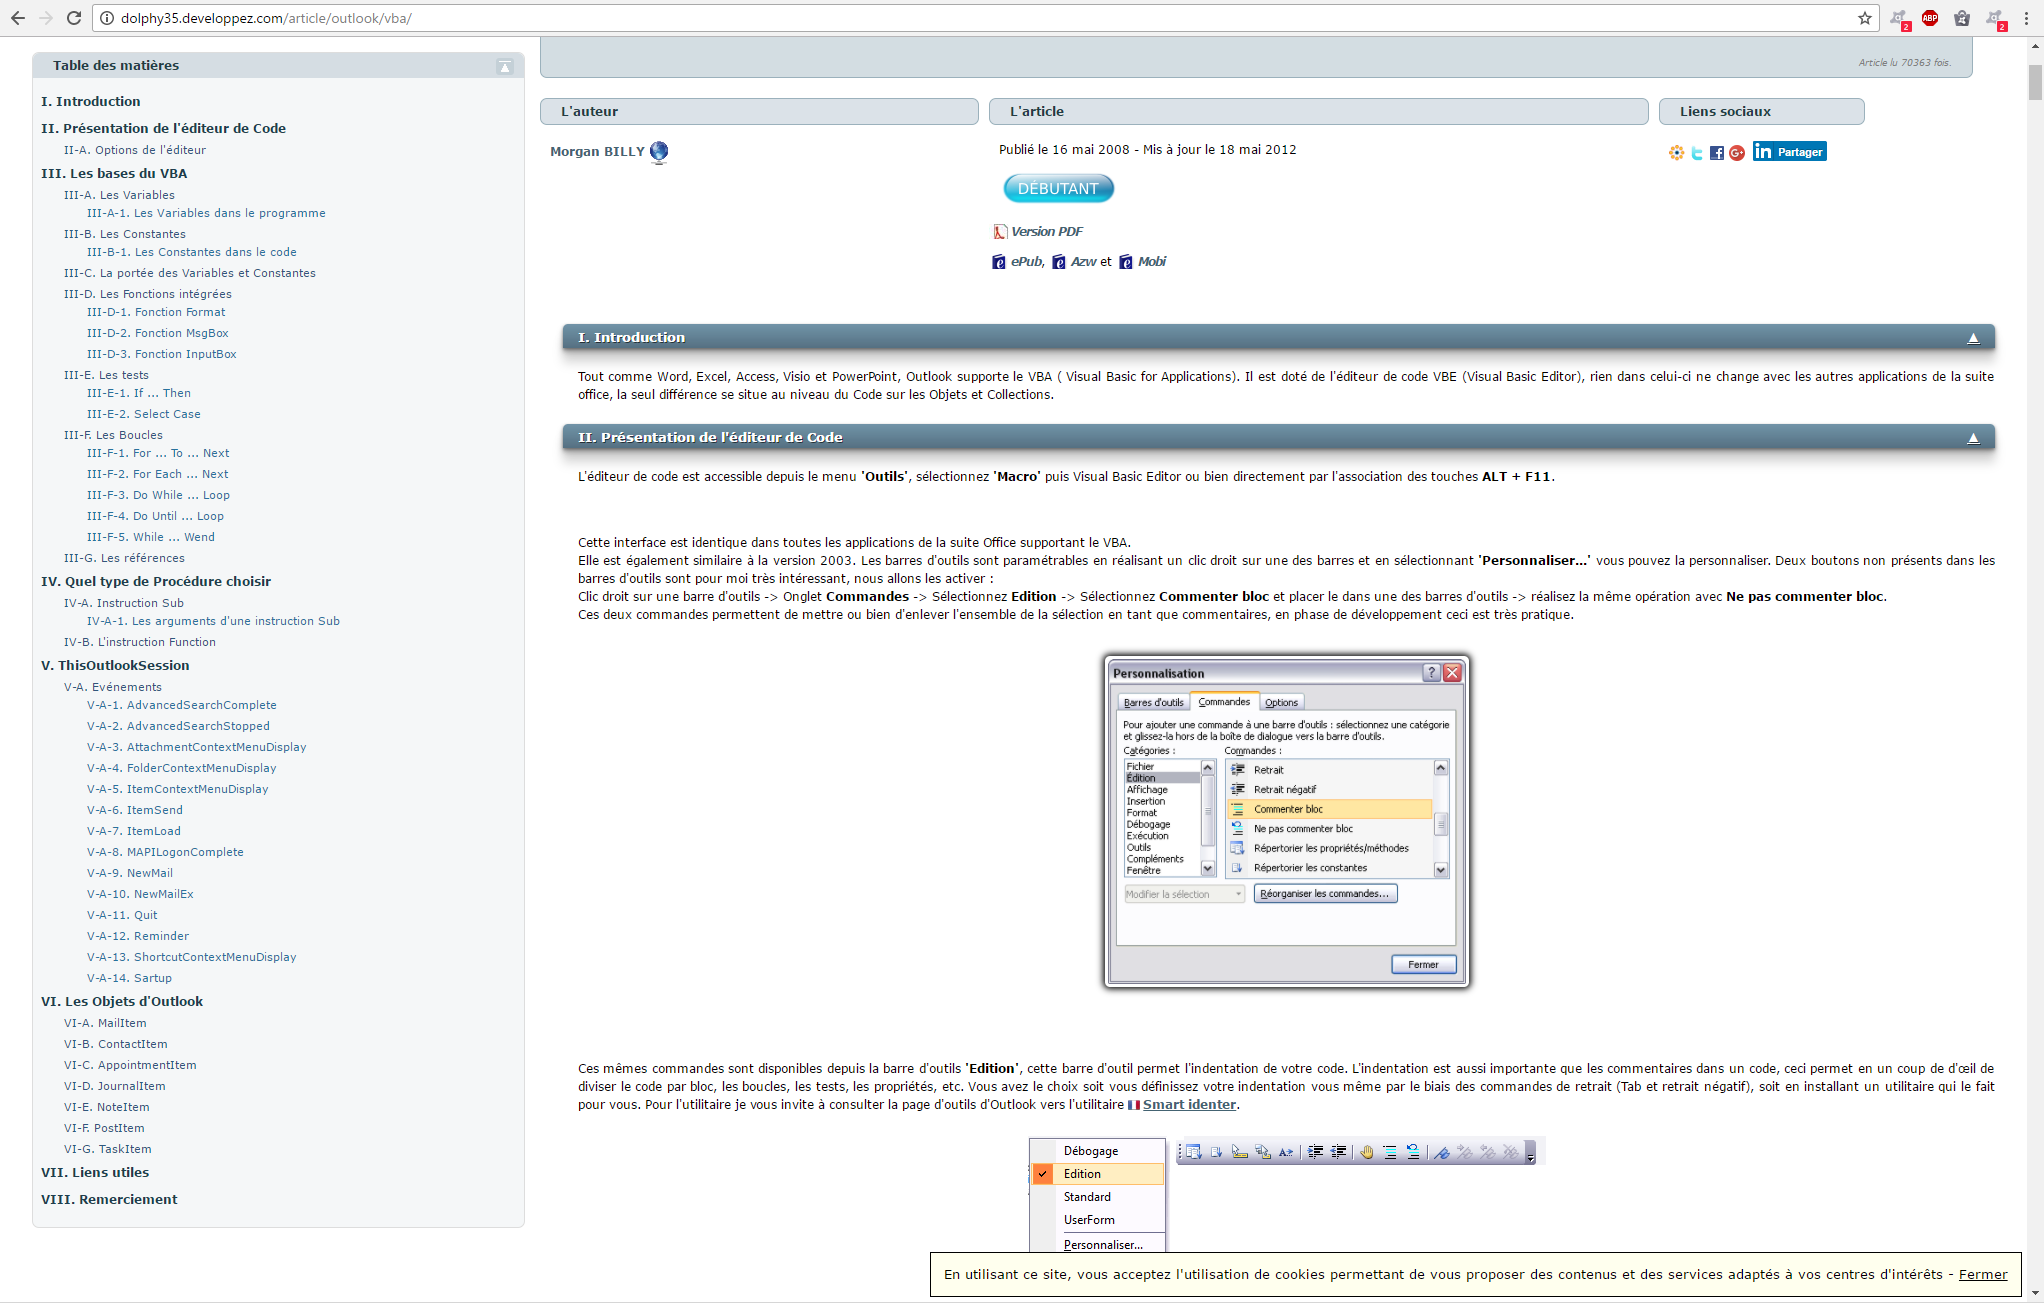 dolphy35.developpez.com/article/outlook/vba/
2
ABP
2
Table des matières
I. Introduction
II. Présentation de l'éditeur de Code
II-A. Options de l'éditeur
III. Les bases du VBA
III-A. Les Variables
III-A-1. Les Variables dans le programme
III-B. Les Constantes
III-B-1. Les Constantes dans le code
III-C. La portée des Variables et Constantes
III-D. Les Fonctions intégrées
III-D-1. Fonction Format
III-D-2. Fonction MsgBox
III-D-3. Fonction InputBox
III-E. Les tests
III-E-1. If ... Then
III-E-2. Select Case
III-F. Les Boucles
III-F-1. For ... To ... Next
III-F-2. For Each ... Next
III-F-3. Do While ... Loop
III-F-4. Do Until ... Loop
III-F-5. While ... Wend
III-G. Les références
IV. Quel type de Procédure choisir
IV-A. Instruction Sub
IV-A-1. Les arguments d'une instruction Sub
IV-B. L'instruction Function
V. ThisOutlookSession
V-A. Evénements
V-A-1. AdvancedSearchComplete
V-A-2. AdvancedSearchStopped
V-A-3. AttachmentContextMenuDisplay
V-A-4. FolderContextMenuDisplay
V-A-5. ItemContextMenuDisplay
V-A-6. ItemSend
V-A-7. ItemLoad
V-A-8. MAPILogonComplete
V-A-9. NewMail
V-A-10. NewMailEx
V-A-11. Quit
V-A-12. Reminder
V-A-13. ShortcutContextMenuDisplay
V-A-14. Sartup
VI. Les Objets d'Outlook
VI-A. MailItem
VI-B. ContactItem
VI-C. AppointmentItem
VI-D. JournalItem
VI-E. NoteItem
VI-F. PostItem
VI-G. TaskItem
VII. Liens utiles
VIII. Remerciement
Article lu 70363 fois.
L'auteur
Morgan BILLY
L'article
Publié le 16 mai 2008 - Mis à jour le 18 mai 2012
DÉBUTANT
Version PDF
ePub, Azw et Mobi
Liens sociaux
in Partager
I. Introduction
Tout comme Word, Excel, Access, Visio et PowerPoint, Outlook supporte le VBA ( Visual Basic for Applications). Il est doté de l'éditeur de code VBE (Visual Basic Editor), rien dans celui-ci ne change avec les autres applications de la suite
office, la seul différence se situe au niveau du Code sur les Objets et Collections.
II. Présentation de l'éditeur de Code
L'éditeur de code est accessible depuis le menu 'Outils', sélectionnez 'Macro' puis Visual Basic Editor ou bien directement par l'association des touches ALT + F11.
Cette interface est identique dans toutes les applications de la suite Office supportant le VBA.
Elle est également similaire à la version 2003. Les barres d'outils sont paramétrables en réalisant un clic droit sur une des barres et en sélectionnant 'Personnaliser...' vous pouvez la personnaliser. Deux boutons non présents dans les
barres d'outils sont pour moi très intéressant, nous allons les activer :
Clic droit sur une barre d'outils -> Onglet Commandes -> Sélectionnez Edition -> Sélectionnez Commenter bloc et placer le dans une des barres d'outils -> réalisez la même opération avec Ne pas commenter bloc.
Ces deux commandes permettent de mettre ou bien d'enlever l'ensemble de la sélection en tant que commentaires, en phase de développement ceci est très pratique.
Personnalisation
Barres d'outils Commandes Options
Pour ajouter une commande à une barre d'outils : sélectionnez une catégorie
et glissez-la hors de la boîte de dialogue vers la barre d'outils.
Catégories :
Fichier
Édition
Affichage
Insertion
Format
Débogage
Exécution
Outils
Compléments
Fenêtre
Commandes :
Retrait
Retrait négatif
Commenter bloc
Ne pas commenter bloc
Répertorier les propriétés/méthodes
Répertorier les constantes
Modifier la sélection
Réorganiser les commandes...
Fermer
Ces mêmes commandes sont disponibles depuis la barre d'outils 'Edition', cette barre d'outil permet l'indentation de votre code. L'indentation est aussi importante que les commentaires dans un code, ceci permet en un coup de d'œil de
diviser le code par bloc, les boucles, les tests, les propriétés, etc. Vous avez le choix soit vous définissez votre indentation vous même par le biais des commandes de retrait (Tab et retrait négatif), soit en installant un utilitaire qui le fait
pour vous. Pour l'utilitaire je vous invite à consulter la page d'outils d'Outlook vers l'utilitaire Smart identer.
Débogage
Edition
Standard
UserForm
Personnaliser...
En utilisant ce site, vous acceptez l'utilisation de cookies permettant de vous proposer des contenus et des services adaptés à vos centres d'intérêts - Fermer